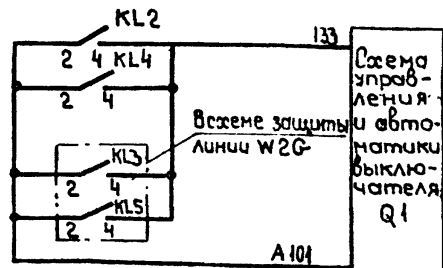 KL2
133
2 4 KL4
2 4
В схеме защиты
линии W2G
KL3
2 4
KL5
2 4
A101
Схема
управ-
ления
и авто-
матики
выклю-
чателя
Q1